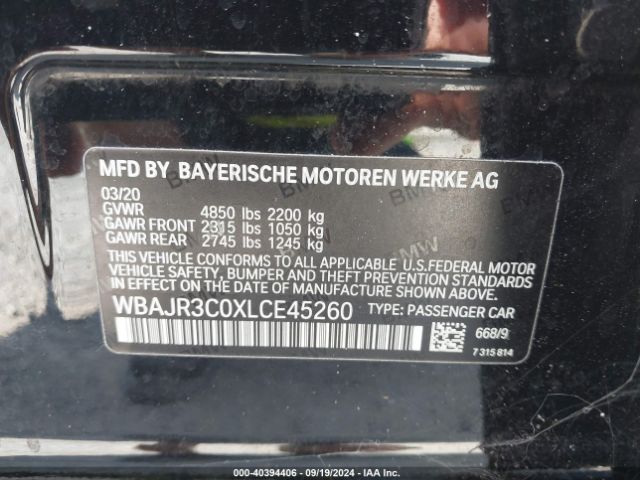 MFD BY BAYERISCHE MOTOREN WERKE AG
03/20
GVWR 4850 lbs 2200 kg
GAWR FRONT 2315 lbs 1050 kg
GAWR REAR 2745 lbs 1245 kg
THIS VEHICLE CONFORMS TO ALL APPLICABLE U.S.FEDERAL MOTOR
VEHICLE SAFETY, BUMPER AND THEFT PREVENTION STANDARDS
IN EFFECT ON THE DATE OF MANUFACTURE SHOWN ABOVE.
WBAJR3C0XLCE45260 TYPE: PASSENGER CAR
668/9
7 315 814
000-40394406 - 09/19/2024 - IAA Inc.